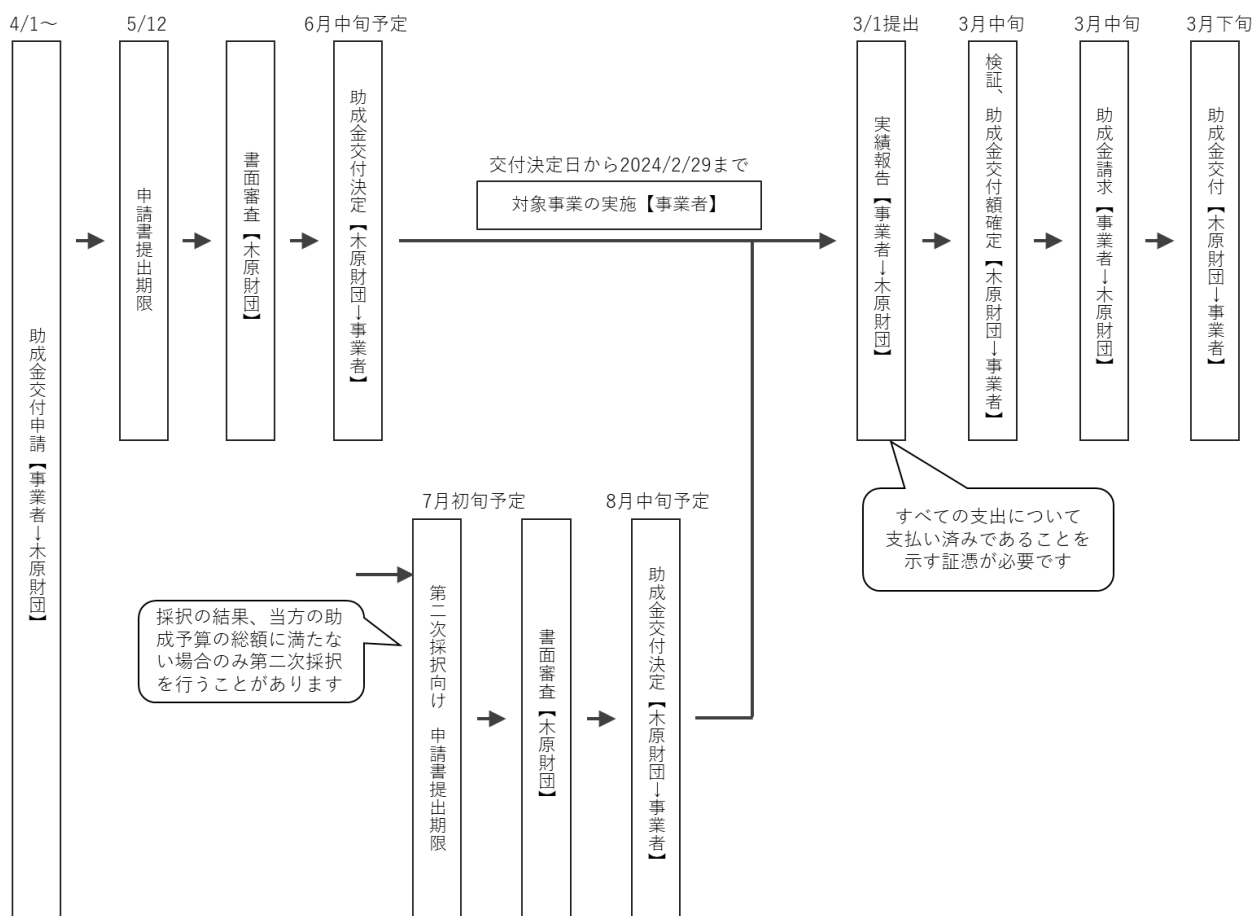 4/1～
助成金交付申請【事業者→木原財団】
5/12
申請書提出期限
書面審査【木原財団】
6月中旬予定
助成金交付決定【木原財団→事業者】
交付決定日から2024/2/29まで
対象事業の実施【事業者】
3/1提出
実績報告【事業者→木原財団】
3月中旬
検証、助成金交付額確定【木原財団→事業者】
3月中旬
助成金請求【事業者→木原財団】
3月下旬
助成金交付【木原財団→事業者】
すべての支出について
支払い済みであることを
示す証憑が必要です
採択の結果、当方の助
成予算の総額に満たな
い場合のみ第二次採択
を行うことがあります
7月初旬予定
第二次採択向け　申請書提出期限
書面審査【木原財団】
8月中旬予定
助成金交付決定【木原財団→事業者】